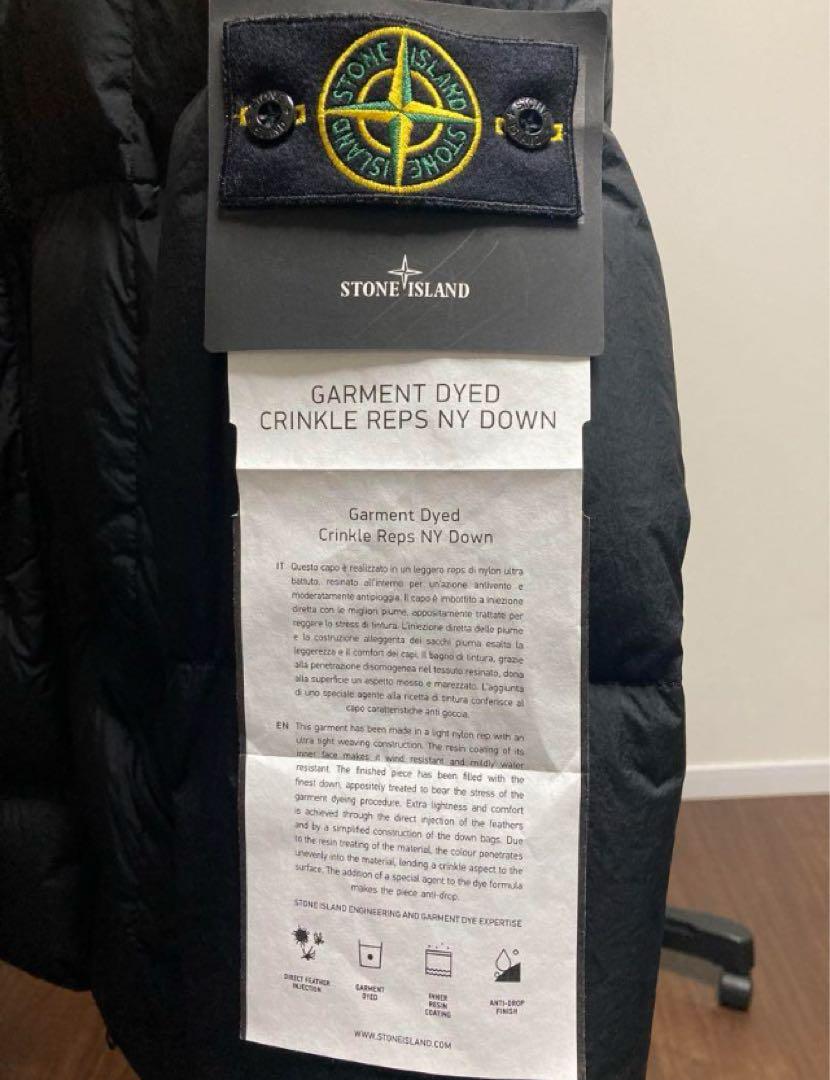 STONE ISLAND STONE ISLAND
STONE ISLAND
GARMENT DYED
CRINKLE REPS NY DOWN
Garment Dyed
Crinkle Reps NY Down
IT Questo capo è realizzato in un leggero reps di nylon ultra
battuto, resinato all'interno per un'azione antivento e
moderatamente antipioggia. Il capo è imbottito a iniezione
diretta con le migliori piume, appositamente trattate per
reggere lo stress di tintura. L'iniezione diretta delle piume
e la costruzione alleggerita dei sacchi piuma esalta la
leggerezza e il comfort dei capi. Il bagno di tintura, grazie
alla penetrazione disomogenea nel tessuto resinato, dona
alla superficie un aspetto mosso e marezzato. L'aggiunta
di uno speciale agente alla ricetta di tintura conferisce al
capo caratteristiche anti goccia.
EN This garment has been made in a light nylon rep with an
ultra tight weaving construction. The resin coating of its
inner face makes it wind resistant and mildly water
resistant. The finished piece has been filled with the
finest down, appositely treated to bear the stress of the
garment dyeing procedure. Extra lightness and comfort
is achieved through the direct injection of the feathers
and by a simplified construction of the down bags. Due
to the resin treating of the material, the colour penetrates
unevenly into the material, lending a crinkle aspect to the
surface. The addition of a special agent to the dye formula
makes the piece anti-drop.
STONE ISLAND ENGINEERING AND GARMENT DYE EXPERTISE
DIRECT FEATHER
INJECTION
GARMENT
DYED
INNER
RESIN
COATING
ANTI-DROP
FINISH
WWW.STONEISLAND.COM